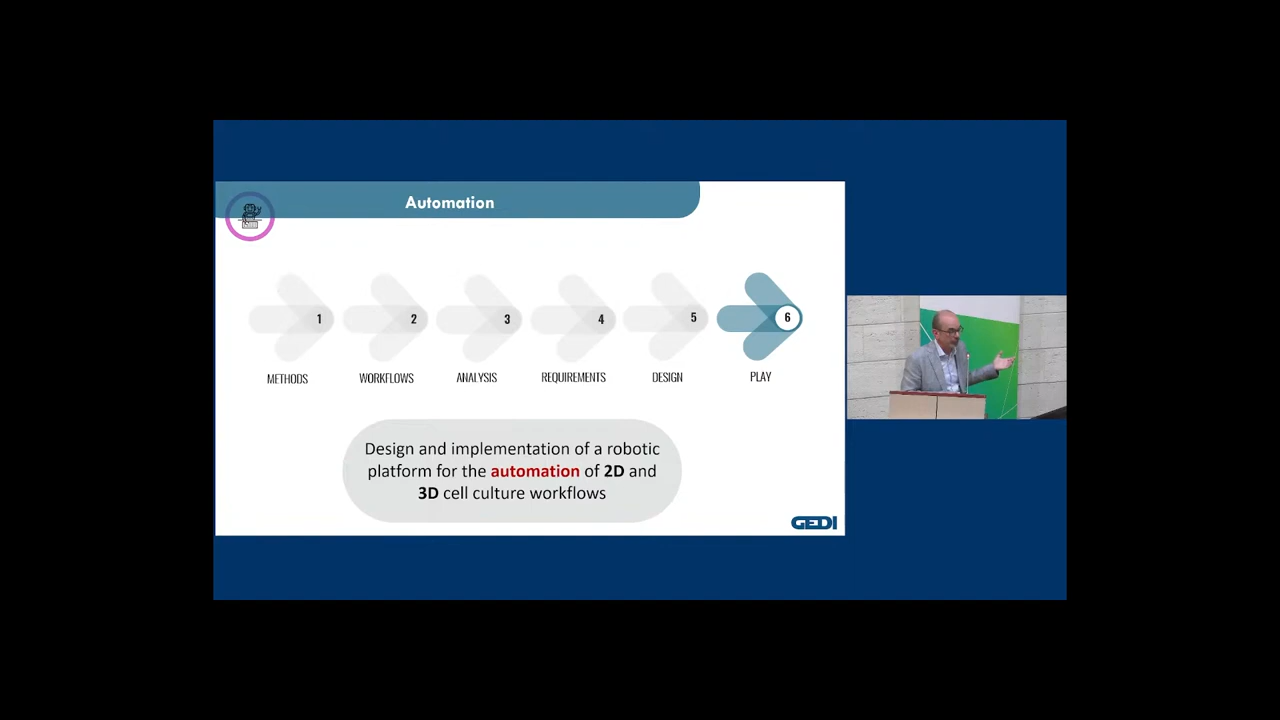 Automation
1
2
3
4
5
6
METHODS
WORKFLOWS
ANALYSIS
REQUIREMENTS
DESIGN
PLAY
Design and implementation of a robotic
platform for the automation of 2D and
3D cell culture workflows
GEDI